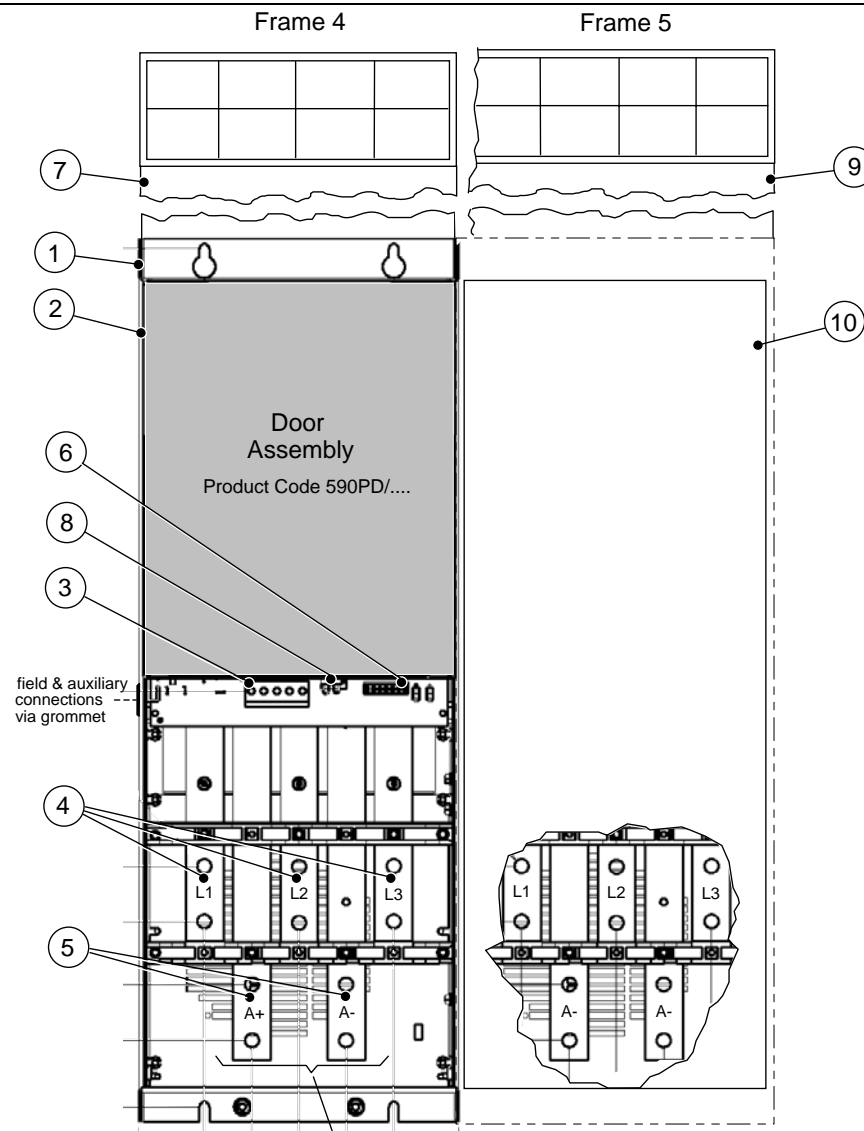 Frame 4
Frame 5
7
9
1
2
10
Door
Assembly
Product Code 590PD/....
6
8
3
field & auxiliary
connections
via grommet
4
L1
L2
L3
L1
L2
L3
5
A+
A-
A-
A-